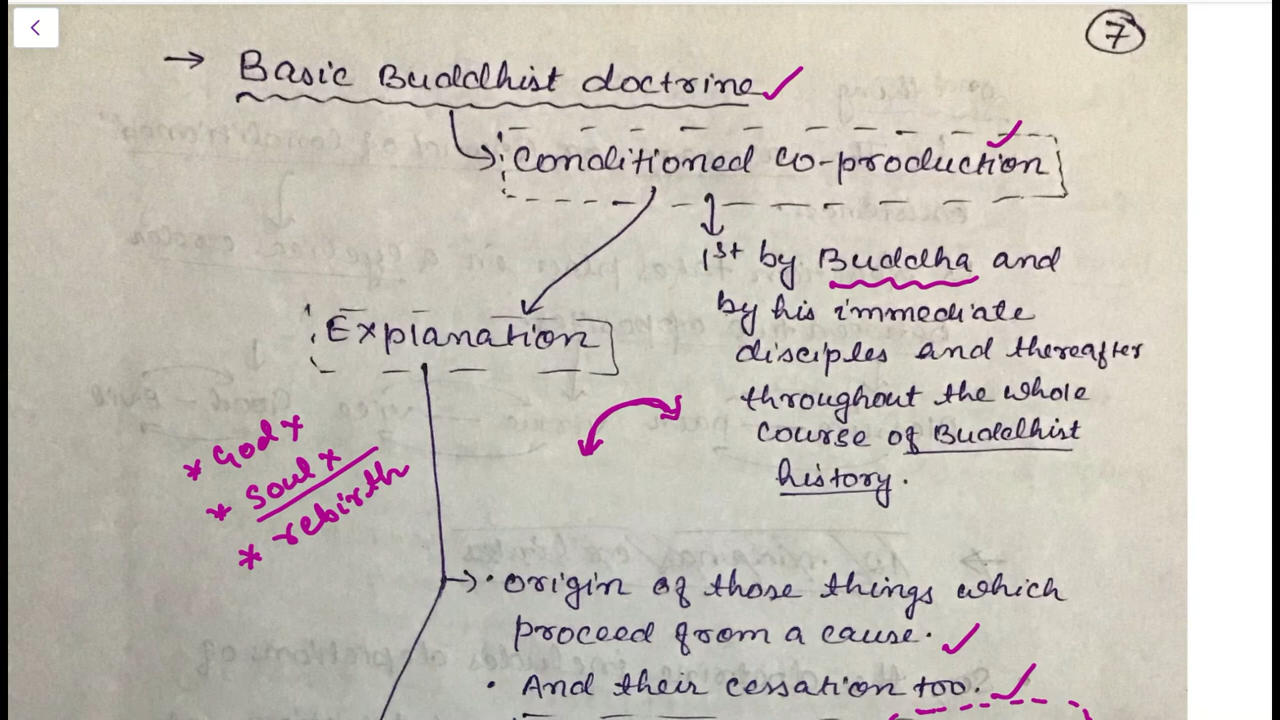 7
→ Basic Buddhist doctrine ✓
Conditioned co-production ✓
1st by Buddha and
by his immediate
disciples and thereafter
throughout the whole
course of Buddhist
history.
Explanation
* God x
* Soul x
* rebirth
→ • origin of those things which
proceed from a cause. ✓
• And their cessation too. ✓